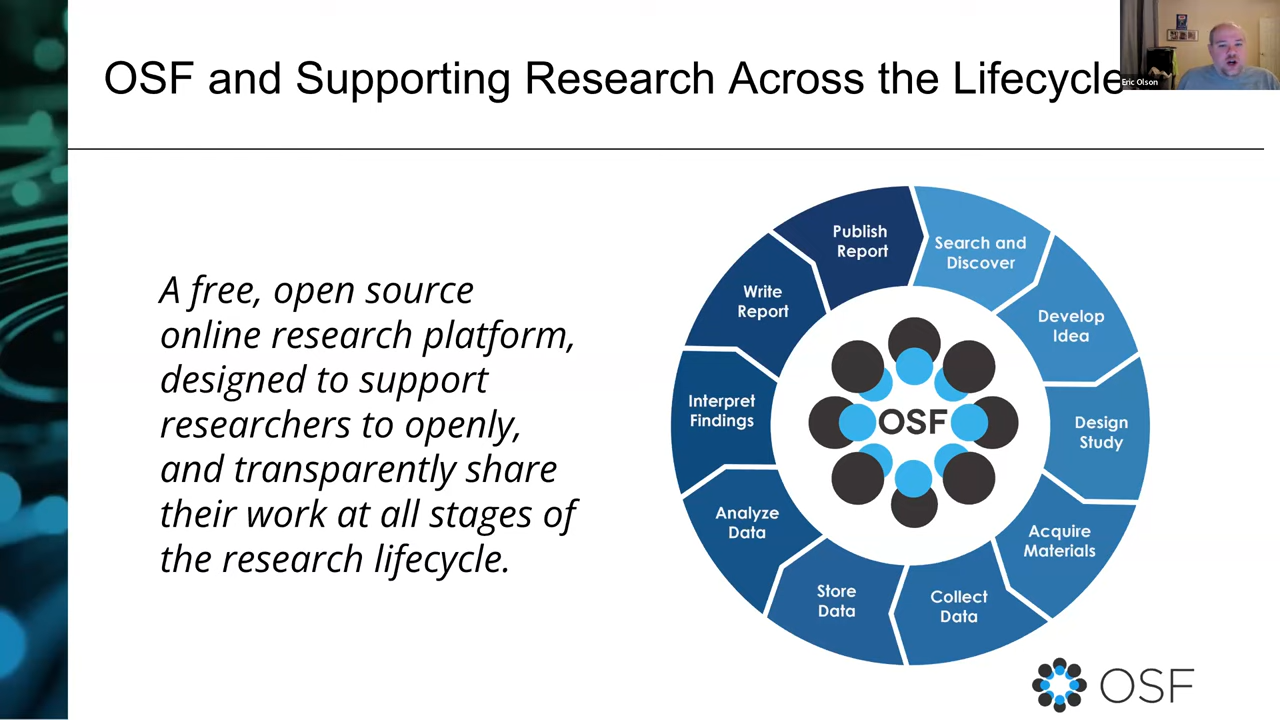 OSF and Supporting Research Across the Lifecycle
Eric Olson
A free, open source
online research platform,
designed to support
researchers to openly,
and transparently share
their work at all stages of
the research lifecycle.
Publish
Report
Search and
Discover
Develop
Idea
Design
Study
Acquire
Materials
Collect
Data
Store
Data
Analyze
Data
Interpret
Findings
Write
Report
OSF
OSF